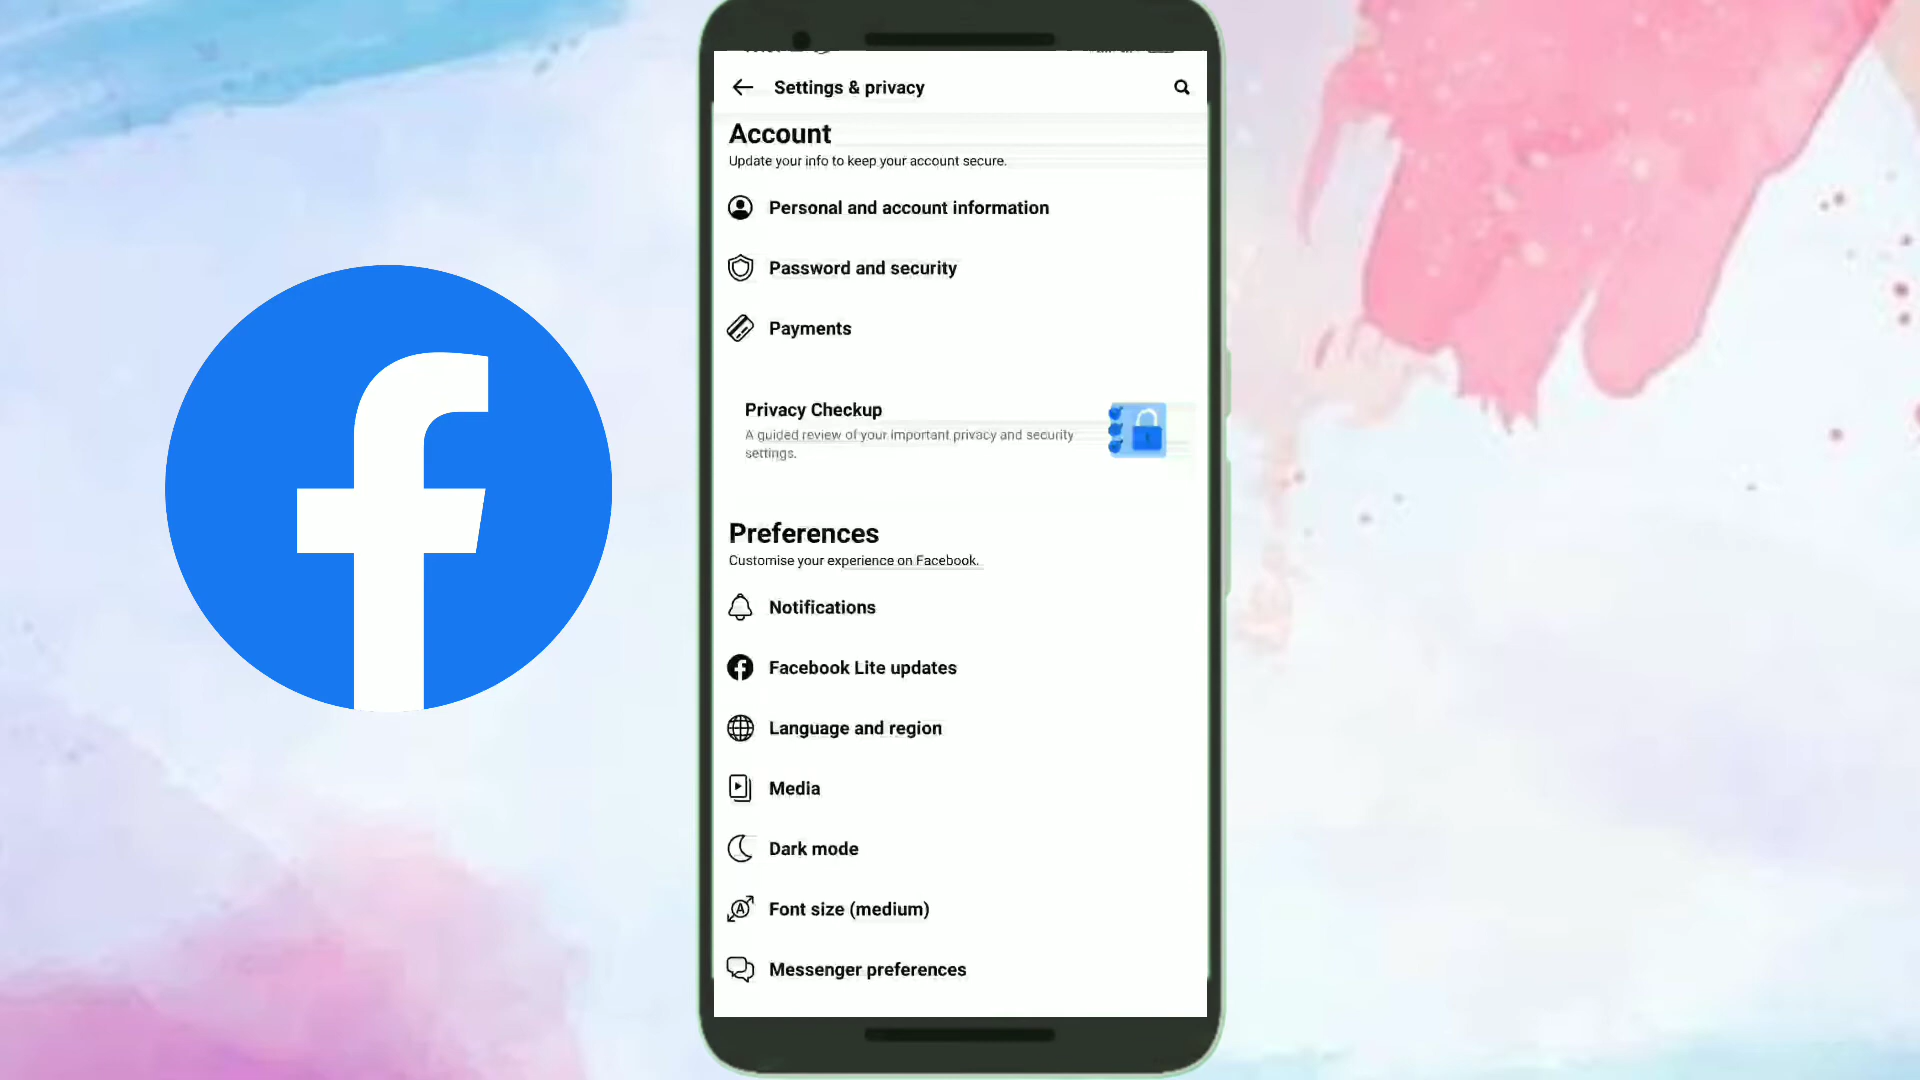 Settings & privacy
Account
Update your info to keep your account secure.
Personal and account information
Password and security
Payments
Privacy Checkup
A guided review of your important privacy and security
settings.
Preferences
Customise your experience on Facebook.
Notifications
Facebook Lite updates
Language and region
Media
Dark mode
Font size (medium)
Messenger preferences